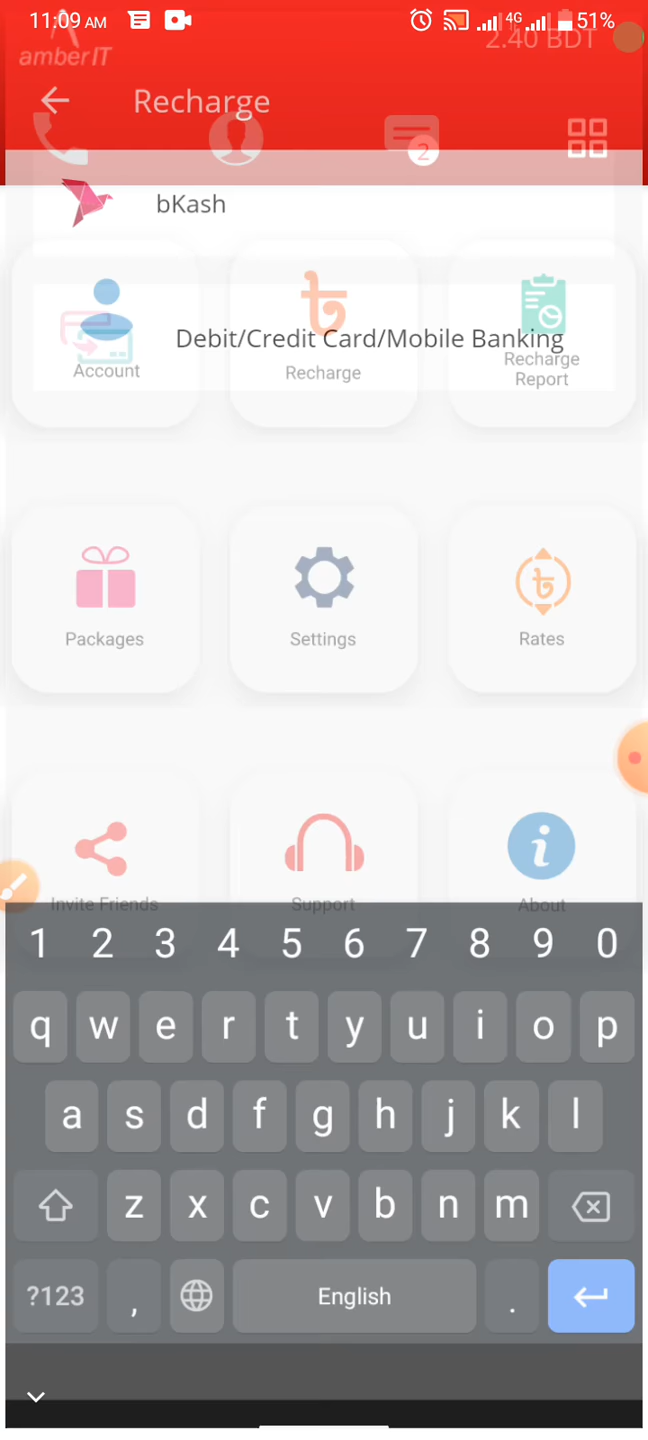 11:09 AM 4G 51%
amber IT 2.40 BDT
Recharge
2
bKash
Debit/Credit Card/Mobile Banking
Account Recharge Recharge
Report
Packages Settings Rates
Invite Friends Support About
1 2 3 4 5 6 7 8 9 0
q w e r t y u i o p
a s d f g h j k l
z x c v b n m
?123 , English .